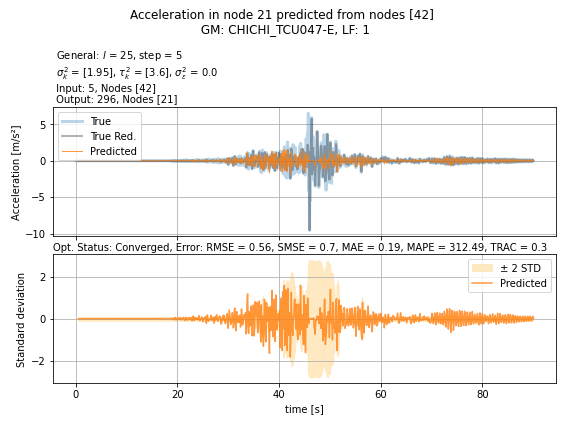 Acceleration in node 21 predicted from nodes [42]
GM: CHICHI_TCU047-E, LF: 1
General: l = 25, step = 5
σ²ₖ = [1.95], τ²ₖ = [3.6], σ²ε = 0.0
Input: 5, Nodes [42]
Output: 296, Nodes [21]
True
True Red.
Predicted
Acceleration [m/s²]
5
0
−5
−10
Opt. Status: Converged, Error: RMSE = 0.56, SMSE = 0.7, MAE = 0.19, MAPE = 312.49, TRAC = 0.3
± 2 STD
Predicted
Standard deviation
2
0
−2
0 20 40 60 80
time [s]